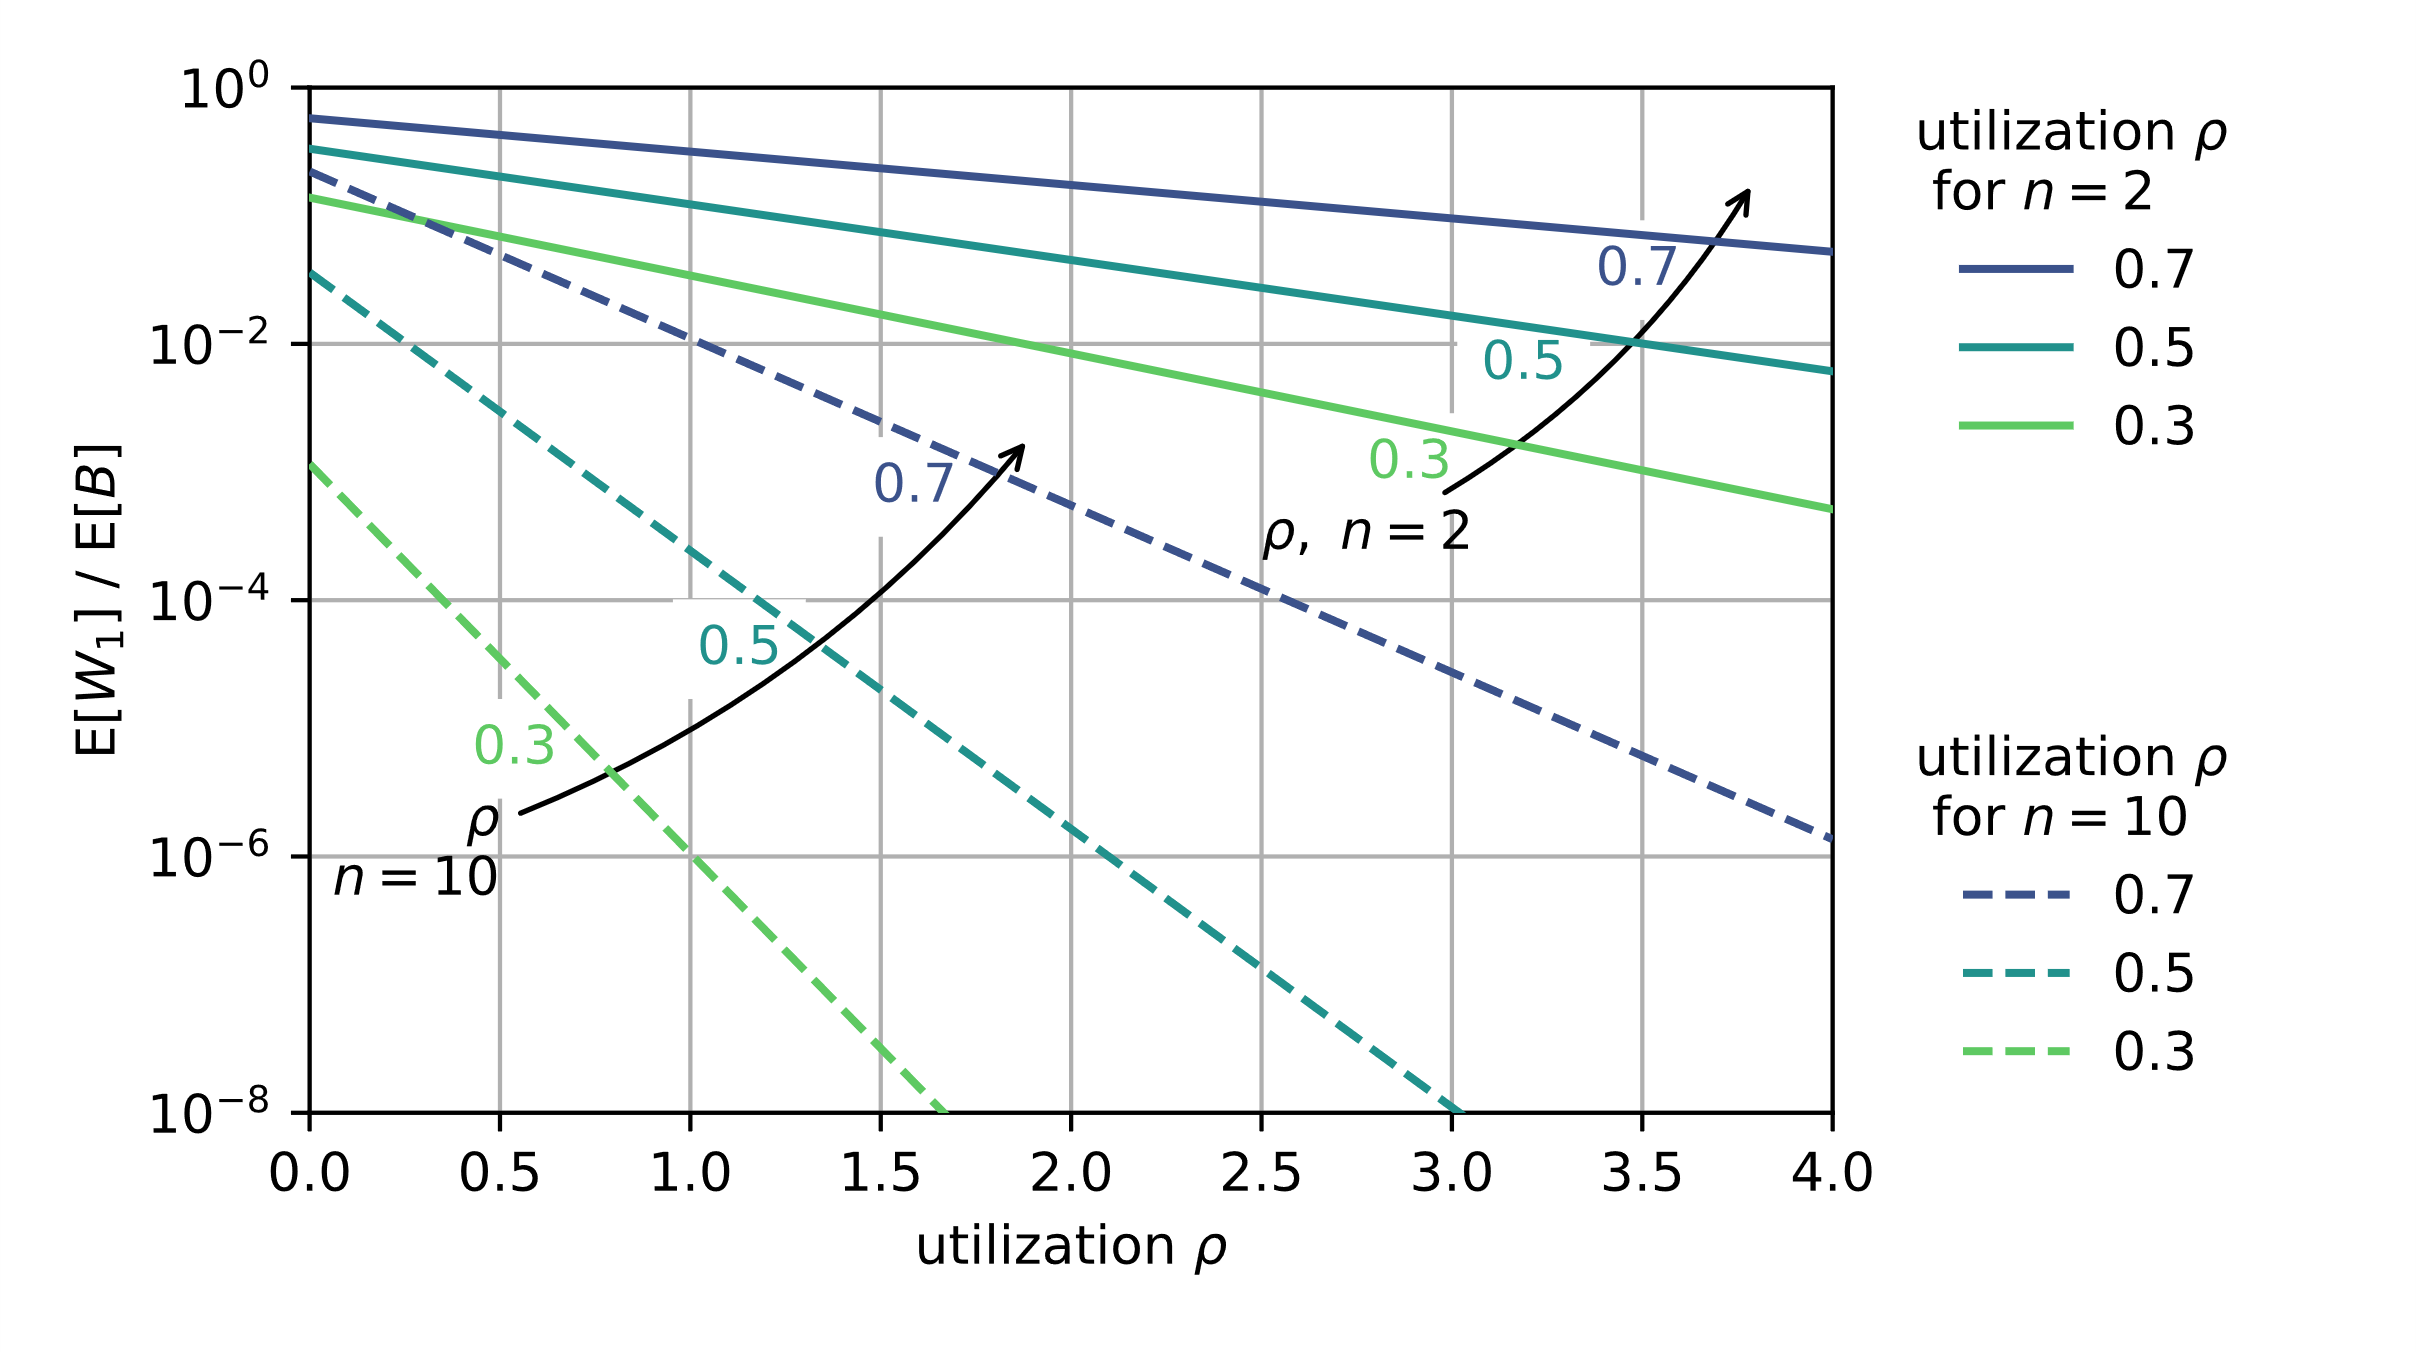 10⁰
10⁻²
10⁻⁴
10⁻⁶
10⁻⁸
E[W₁] / E[B]
0.7
0.5
0.3
ρ, n = 2
0.7
0.5
0.3
ρ
n = 10
0.0 0.5 1.0 1.5 2.0 2.5 3.0 3.5 4.0
utilization ρ
utilization ρ
for n = 2
0.7
0.5
0.3
utilization ρ
for n = 10
0.7
0.5
0.3